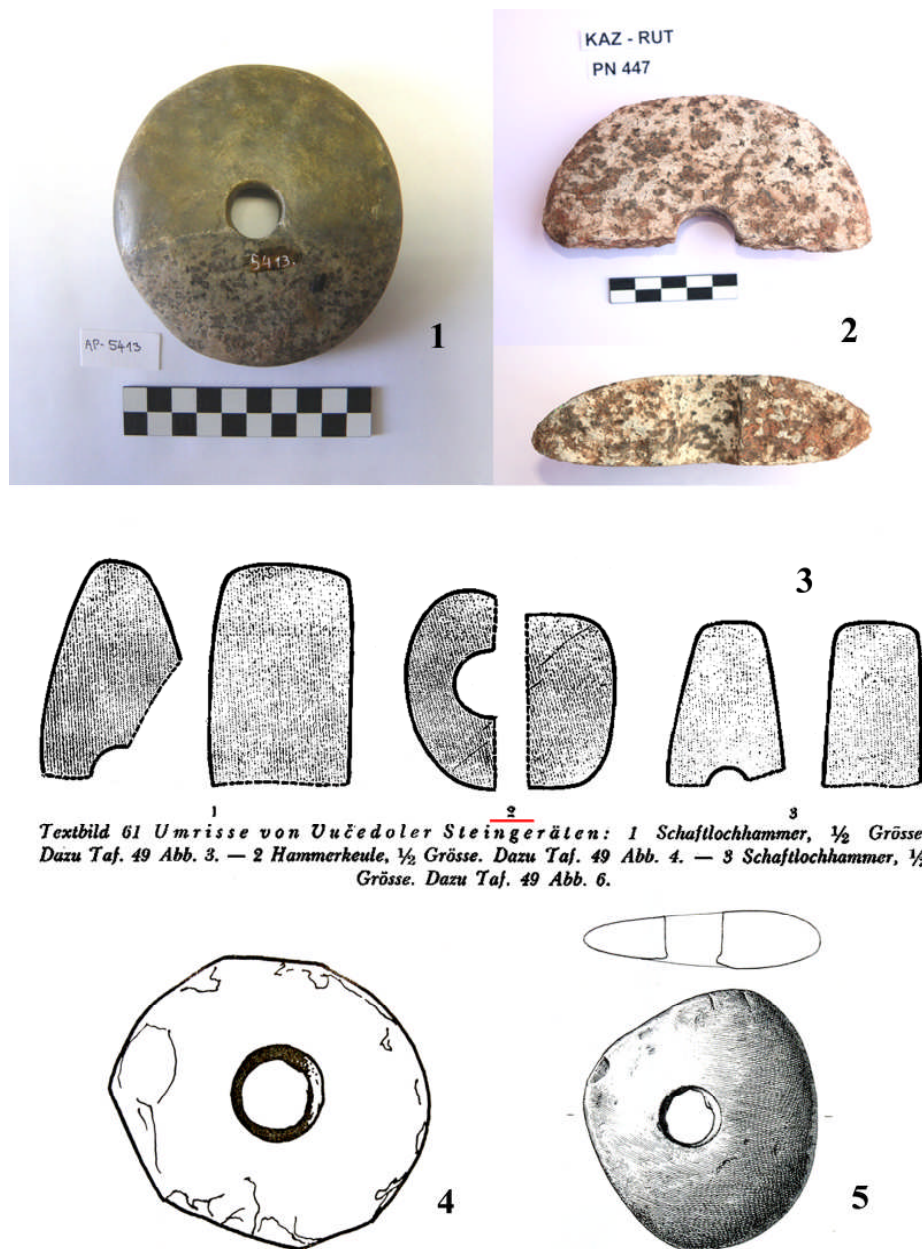 KAZ - RUT
PN 447
5413.
AP-5413
1
2
3
1 2 3
Textbild 61 Umrisse von Vučedoler Steingeräten: 1 Schaftlochhammer, ½ Grösse
Dazu Taf. 49 Abb. 3. — 2 Hammerkeule, ½ Grösse. Dazu Taf. 49 Abb. 4. — 3 Schaftlochhammer, ½
Grösse. Dazu Taf. 49 Abb. 6.
4
5